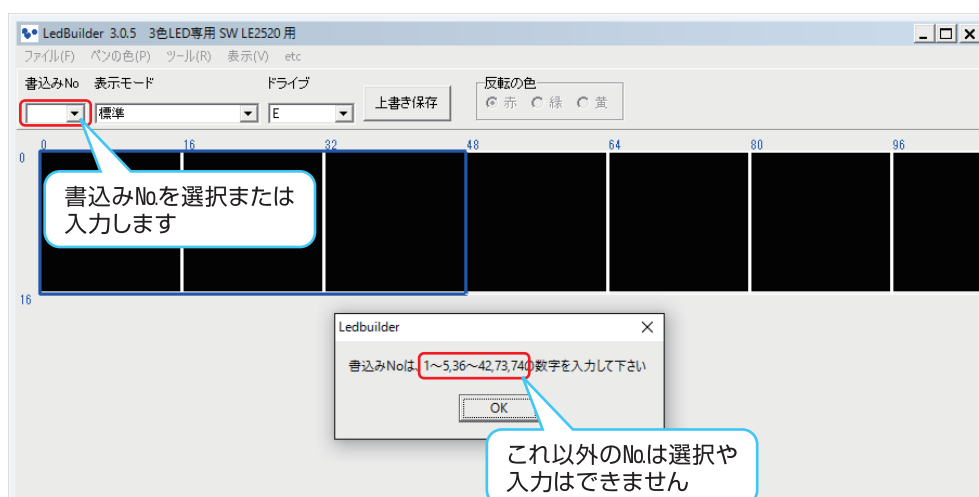 LedBuilder 3.0.5 3色LED専用 SW LE2520 用
ファイル(F) ペンの色(P) ツール(R) 表示(V) etc
書込みNo 表示モード ドライブ 反転の色
標準 E 上書き保存 赤 緑 黄
0 16 32 48 64 80 96
0
書込み№を選択または
入力します
16
Ledbuilder
書込みNoは、1～5,36～42,73,74の数字を入力して下さい
OK
これ以外の№は選択や
入力はできません